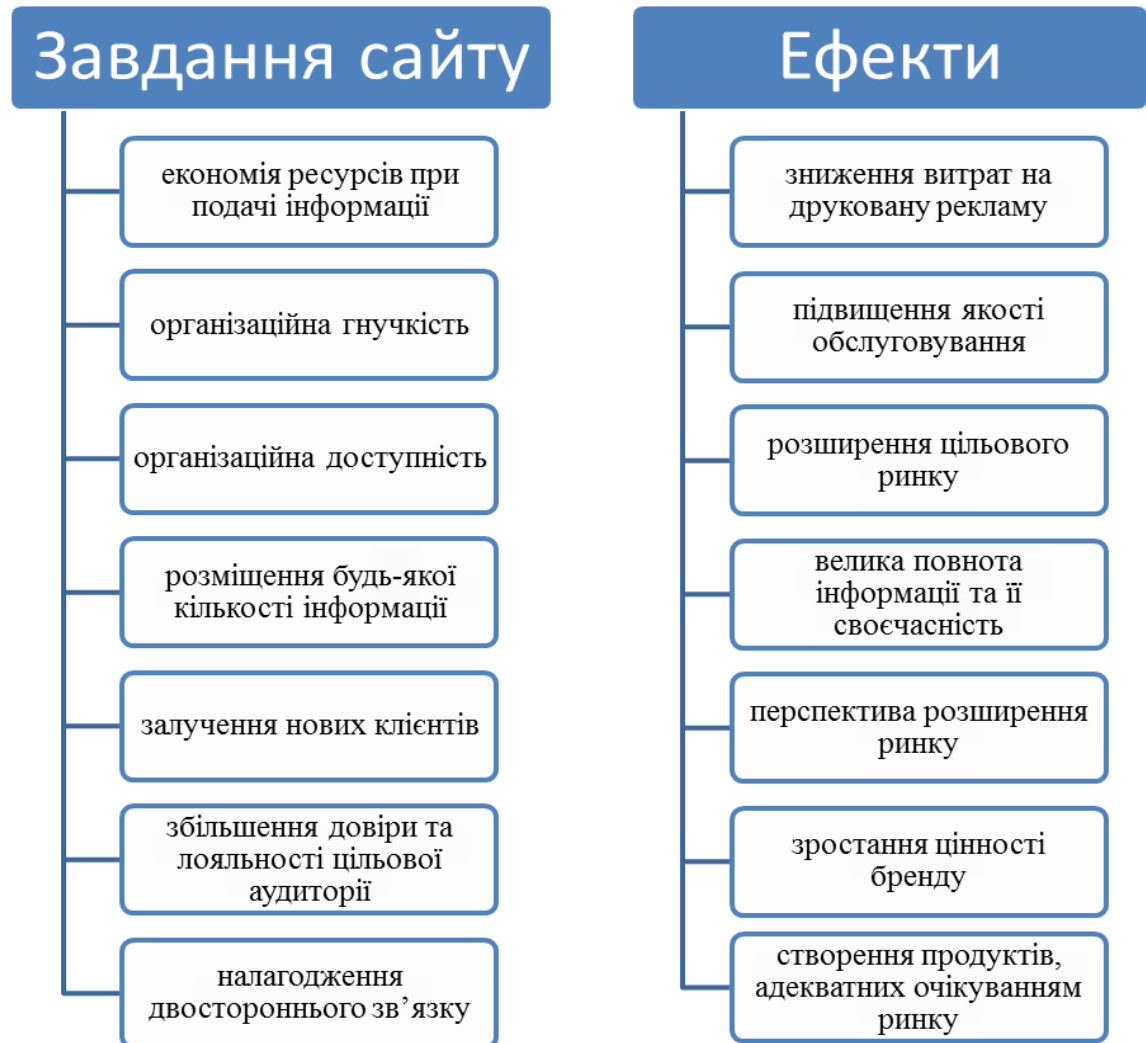 Завдання сайту
економія ресурсів при
подачі інформації
організаційна гнучкість
організаційна доступність
розміщення будь-якої
кількості інформації
залучення нових клієнтів
збільшення довіри та
лояльності цільової
аудиторії
налагодження
двостороннього зв’язку
Ефекти
зниження витрат на
друковану рекламу
підвищення якості
обслуговування
розширення цільового
ринку
велика повнота
інформації та її
своєчасність
перспектива розширення
ринку
зростання цінності
бренду
створення продуктів,
адекватних очікуванням
ринку